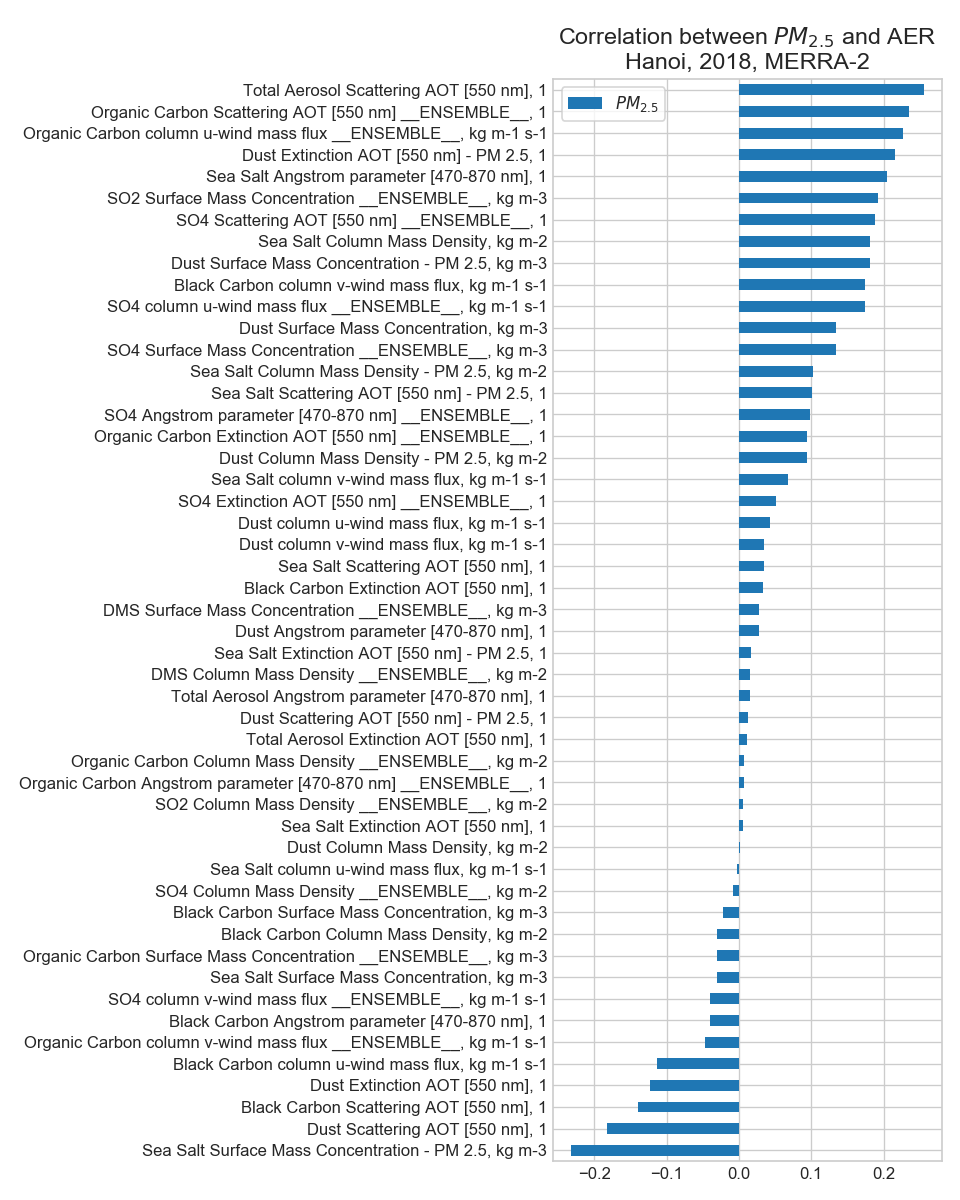 Correlation between PM2.5 and AER
Hanoi, 2018, MERRA-2
PM2.5
Total Aerosol Scattering AOT [550 nm], 1
Organic Carbon Scattering AOT [550 nm] __ENSEMBLE__, 1
Organic Carbon column u-wind mass flux __ENSEMBLE__, kg m-1 s-1
Dust Extinction AOT [550 nm] - PM 2.5, 1
Sea Salt Angstrom parameter [470-870 nm], 1
SO2 Surface Mass Concentration __ENSEMBLE__, kg m-3
SO4 Scattering AOT [550 nm] __ENSEMBLE__, 1
Sea Salt Column Mass Density, kg m-2
Dust Surface Mass Concentration - PM 2.5, kg m-3
Black Carbon column v-wind mass flux, kg m-1 s-1
SO4 column u-wind mass flux __ENSEMBLE__, kg m-1 s-1
Dust Surface Mass Concentration, kg m-3
SO4 Surface Mass Concentration __ENSEMBLE__, kg m-3
Sea Salt Column Mass Density - PM 2.5, kg m-2
Sea Salt Scattering AOT [550 nm] - PM 2.5, 1
SO4 Angstrom parameter [470-870 nm] __ENSEMBLE__, 1
Organic Carbon Extinction AOT [550 nm] __ENSEMBLE__, 1
Dust Column Mass Density - PM 2.5, kg m-2
Sea Salt column v-wind mass flux, kg m-1 s-1
SO4 Extinction AOT [550 nm] __ENSEMBLE__, 1
Dust column u-wind mass flux, kg m-1 s-1
Dust column v-wind mass flux, kg m-1 s-1
Sea Salt Scattering AOT [550 nm], 1
Black Carbon Extinction AOT [550 nm], 1
DMS Surface Mass Concentration __ENSEMBLE__, kg m-3
Dust Angstrom parameter [470-870 nm], 1
Sea Salt Extinction AOT [550 nm] - PM 2.5, 1
DMS Column Mass Density __ENSEMBLE__, kg m-2
Total Aerosol Angstrom parameter [470-870 nm], 1
Dust Scattering AOT [550 nm] - PM 2.5, 1
Total Aerosol Extinction AOT [550 nm], 1
Organic Carbon Column Mass Density __ENSEMBLE__, kg m-2
Organic Carbon Angstrom parameter [470-870 nm] __ENSEMBLE__, 1
SO2 Column Mass Density __ENSEMBLE__, kg m-2
Sea Salt Extinction AOT [550 nm], 1
Dust Column Mass Density, kg m-2
Sea Salt column u-wind mass flux, kg m-1 s-1
SO4 Column Mass Density __ENSEMBLE__, kg m-2
Black Carbon Surface Mass Concentration, kg m-3
Black Carbon Column Mass Density, kg m-2
Organic Carbon Surface Mass Concentration __ENSEMBLE__, kg m-3
Sea Salt Surface Mass Concentration, kg m-3
SO4 column v-wind mass flux __ENSEMBLE__, kg m-1 s-1
Black Carbon Angstrom parameter [470-870 nm], 1
Organic Carbon column v-wind mass flux __ENSEMBLE__, kg m-1 s-1
Black Carbon column u-wind mass flux, kg m-1 s-1
Dust Extinction AOT [550 nm], 1
Black Carbon Scattering AOT [550 nm], 1
Dust Scattering AOT [550 nm], 1
Sea Salt Surface Mass Concentration - PM 2.5, kg m-3
−0.2 −0.1 0.0 0.1 0.2